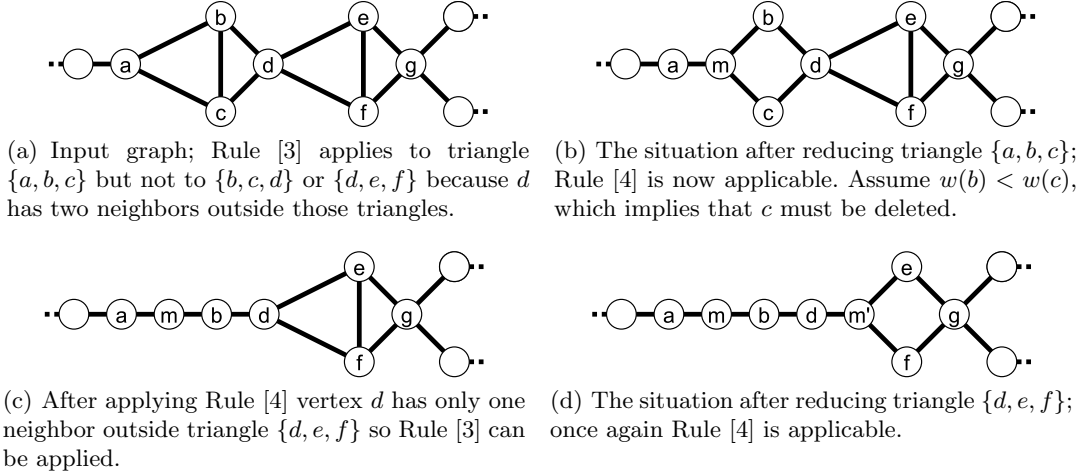 b e
a d g
c f
b e
a m d g
c f
(a) Input graph; Rule [3] applies to triangle
{a, b, c} but not to {b, c, d} or {d, e, f} because d
has two neighbors outside those triangles.
(b) The situation after reducing triangle {a, b, c};
Rule [4] is now applicable. Assume w(b) < w(c),
which implies that c must be deleted.
e
a m b d g
f
e
a m b d m' g
f
(c) After applying Rule [4] vertex d has only one
neighbor outside triangle {d, e, f} so Rule [3] can
be applied.
(d) The situation after reducing triangle {d, e, f};
once again Rule [4] is applicable.